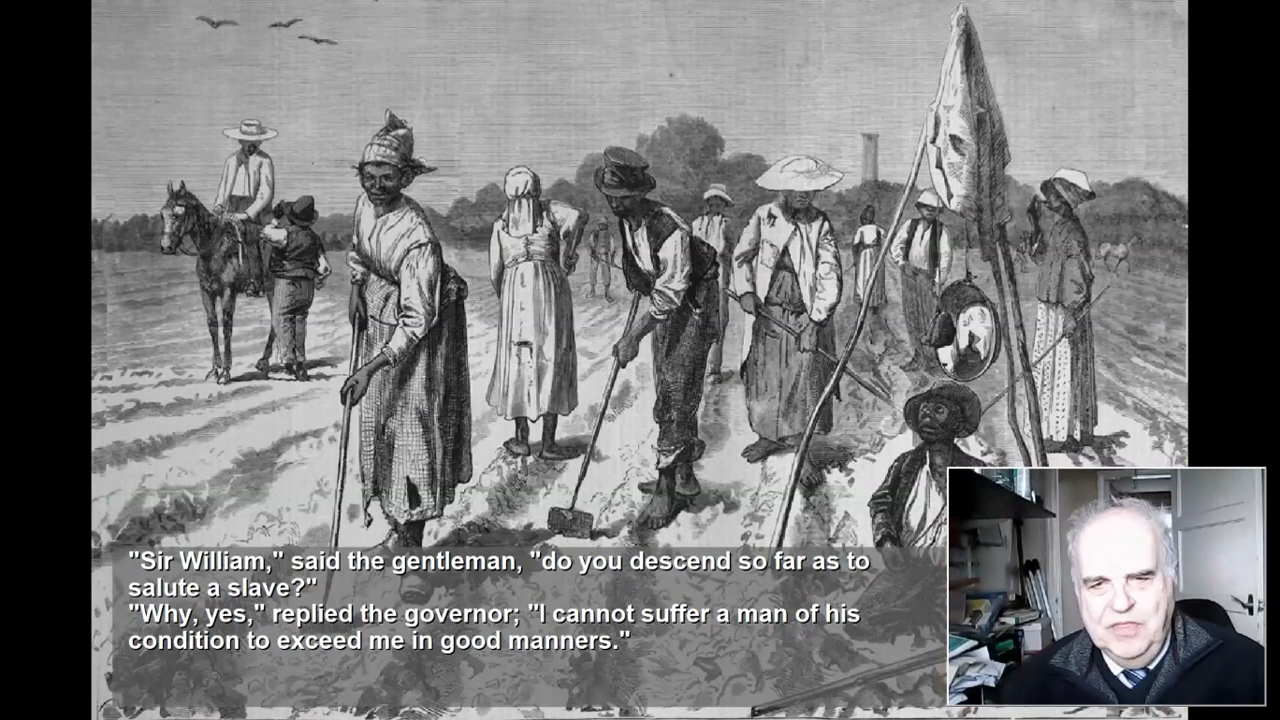 "Sir William," said the gentleman, "do you descend so far as to
salute a slave?"
"Why, yes," replied the governor; "I cannot suffer a man of his
condition to exceed me in good manners."